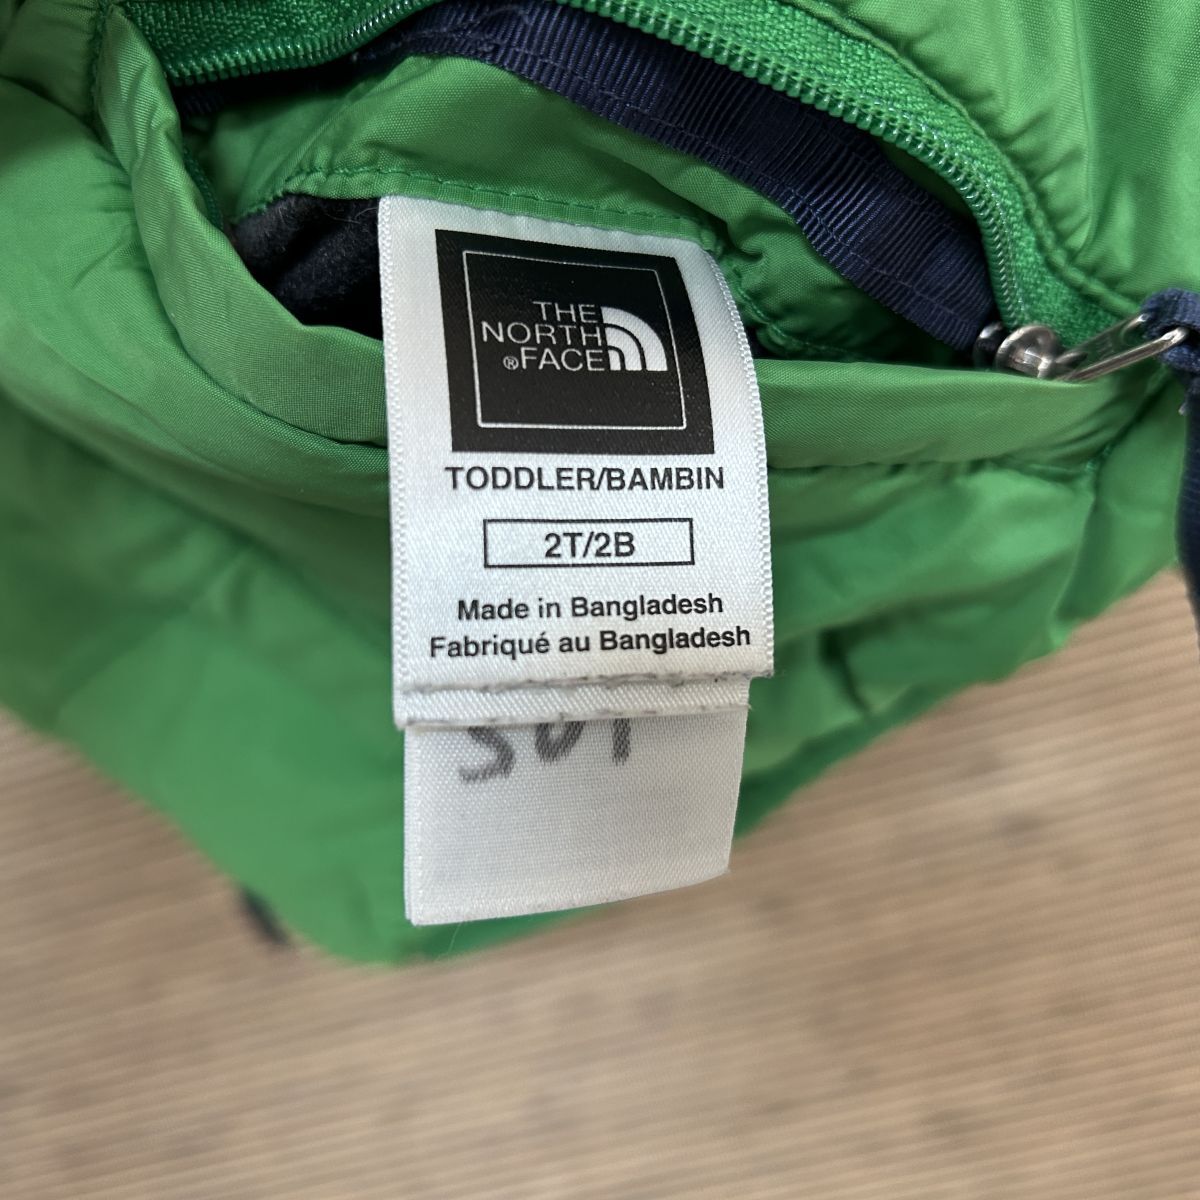 THE
NORTH
®FACE
TODDLER/BAMBIN
2T/2B
Made in Bangladesh
Fabriqué au Bangladesh